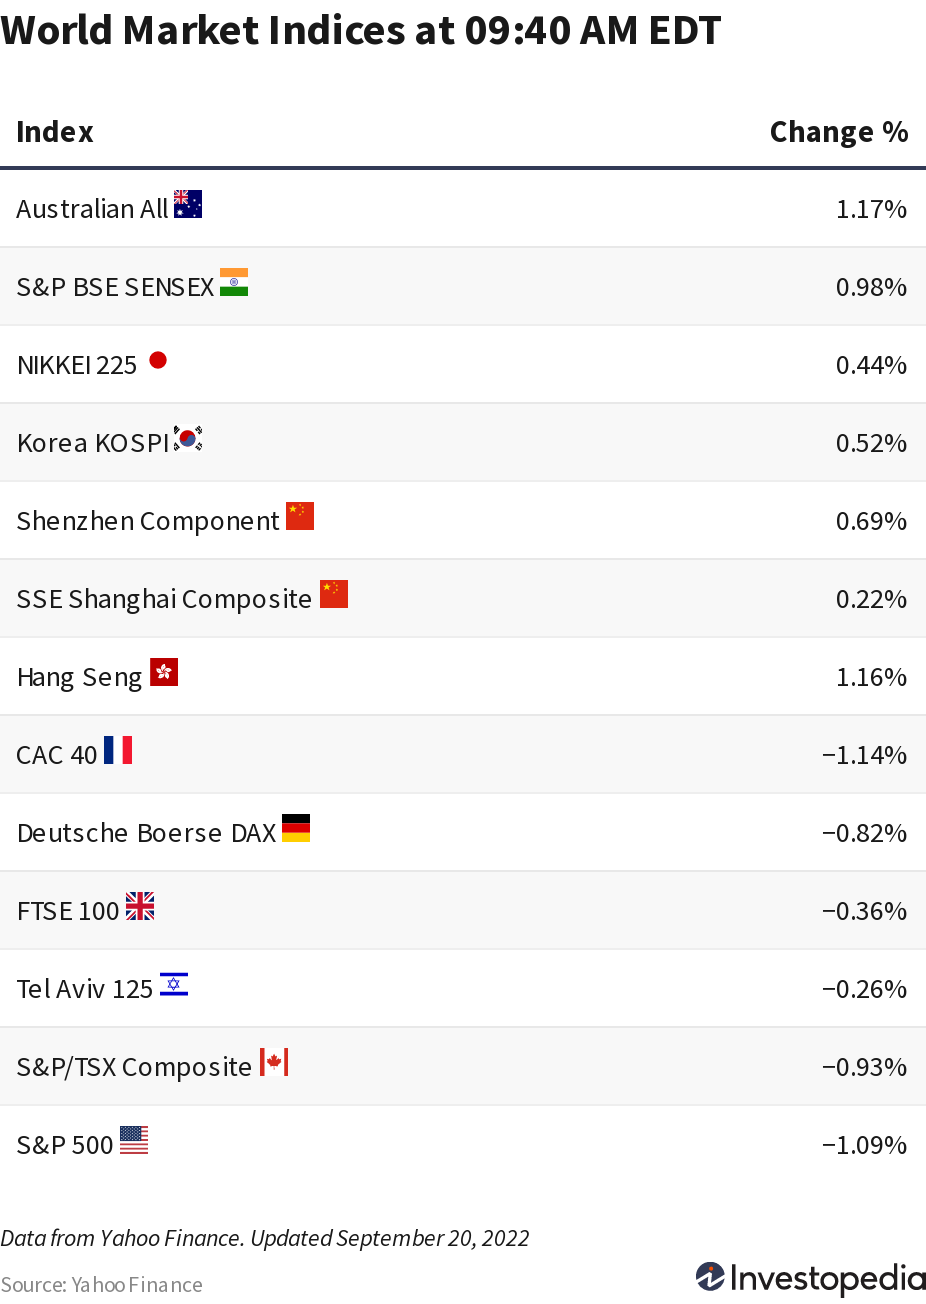 World Market Indices at 09:40 AM EDT
Index Change %
Australian All 1.17%
S&P BSE SENSEX 0.98%
NIKKEI 225 0.44%
Korea KOSPI 0.52%
Shenzhen Component 0.69%
SSE Shanghai Composite 0.22%
Hang Seng 1.16%
CAC 40 −1.14%
Deutsche Boerse DAX −0.82%
FTSE 100 −0.36%
Tel Aviv 125 −0.26%
S&P/TSX Composite −0.93%
S&P 500 −1.09%
Data from Yahoo Finance. Updated September 20, 2022
Source: Yahoo Finance
Investopedia